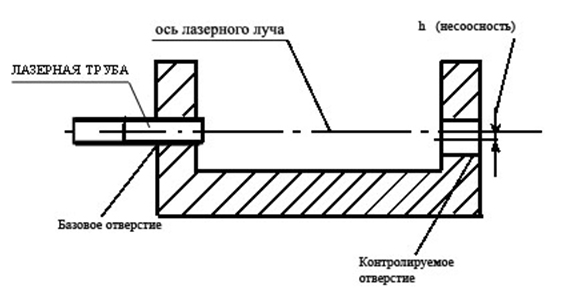 ось лазерного луча
h (несоосность)
ЛАЗЕРНАЯ ТРУБА
Базовое отверстие
Контролируемое
отверстие